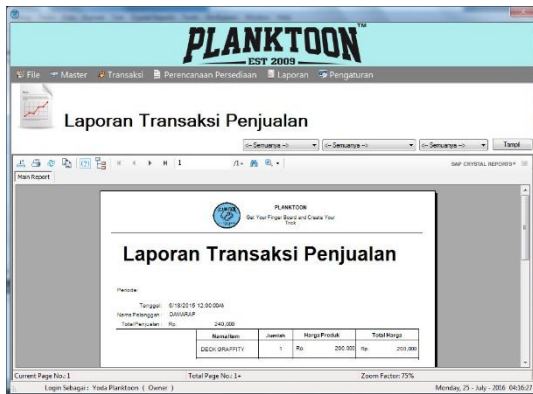 PLANKTOON
TM
EST 2009
File Master Transaksi Perencanaan Persediaan Laporan Pengaturan
Laporan Transaksi Penjualan
<-- Semuanya --> <-- Semuanya --> <-- Semuanya --> Tampil
1 /1+ SAP CRYSTAL REPORTS®
Main Report
PLANKTOON
Get Your Finger Board and Create Your
Trick
Laporan Transaksi Penjualan
Periode:
Tanggal: 6/18/2015 12:00:00A
Nama Pelanggan :
Total Penjualan : Rp. 240,000
Nama Item Jumlah Harga Produk Total Harga
DECK GRAFFITY 1 Rp. 200,000 Rp. 200,000
Current Page No.: 1 Total Page No.: 1+ Zoom Factor: 75%
Login Sebagai : Yoda Planktoon ( Owner ) Monday, 25 - July - 2016 04:16:27